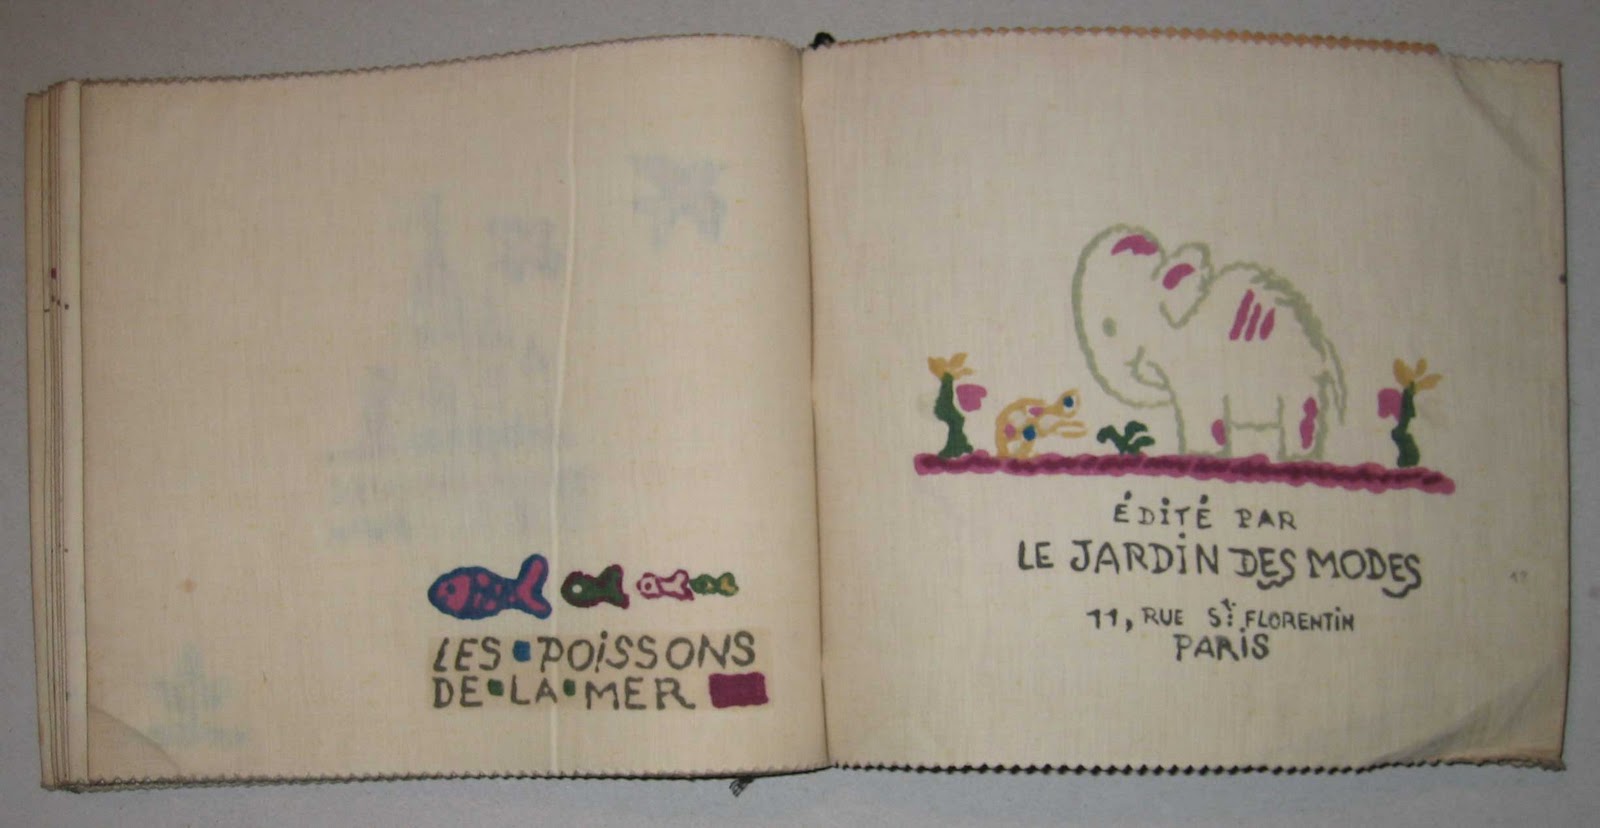 LES POISSONS
DE LA MER
ÉDITÉ PAR
LE JARDIN DES MODES
11, RUE ST FLORENTIN
PARIS